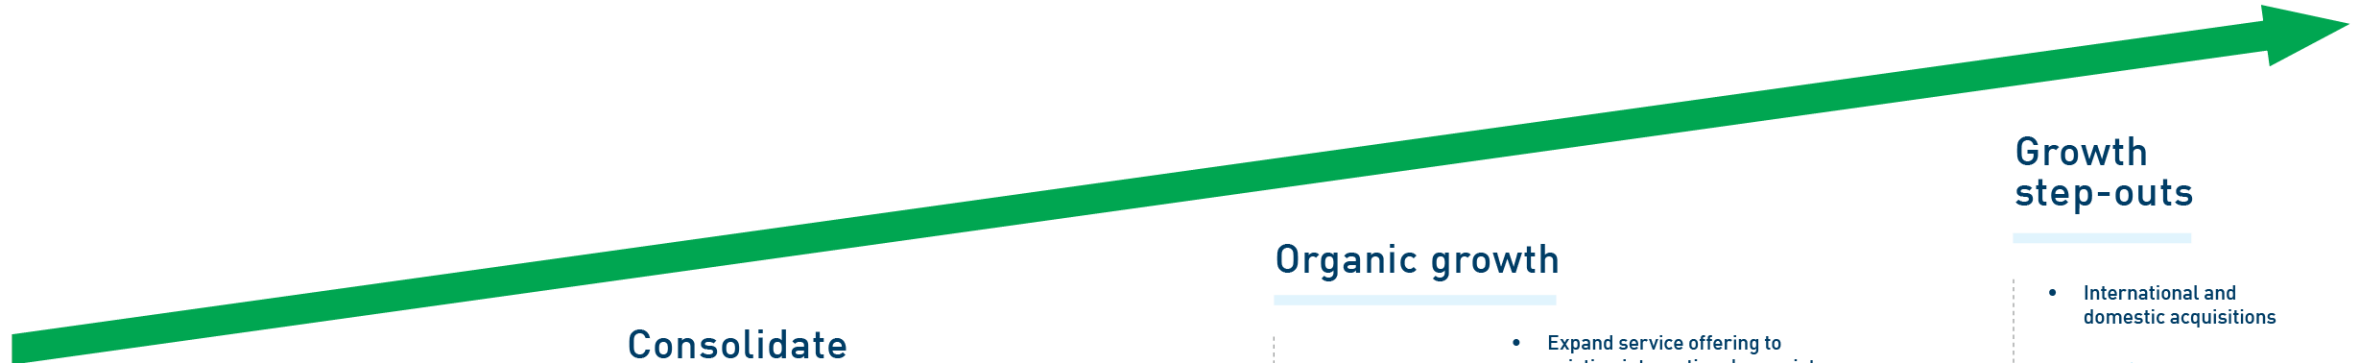 Growth
step-outs
Organic growth
• International and
domestic acquisitions
Consolidate
• Expand service offering to